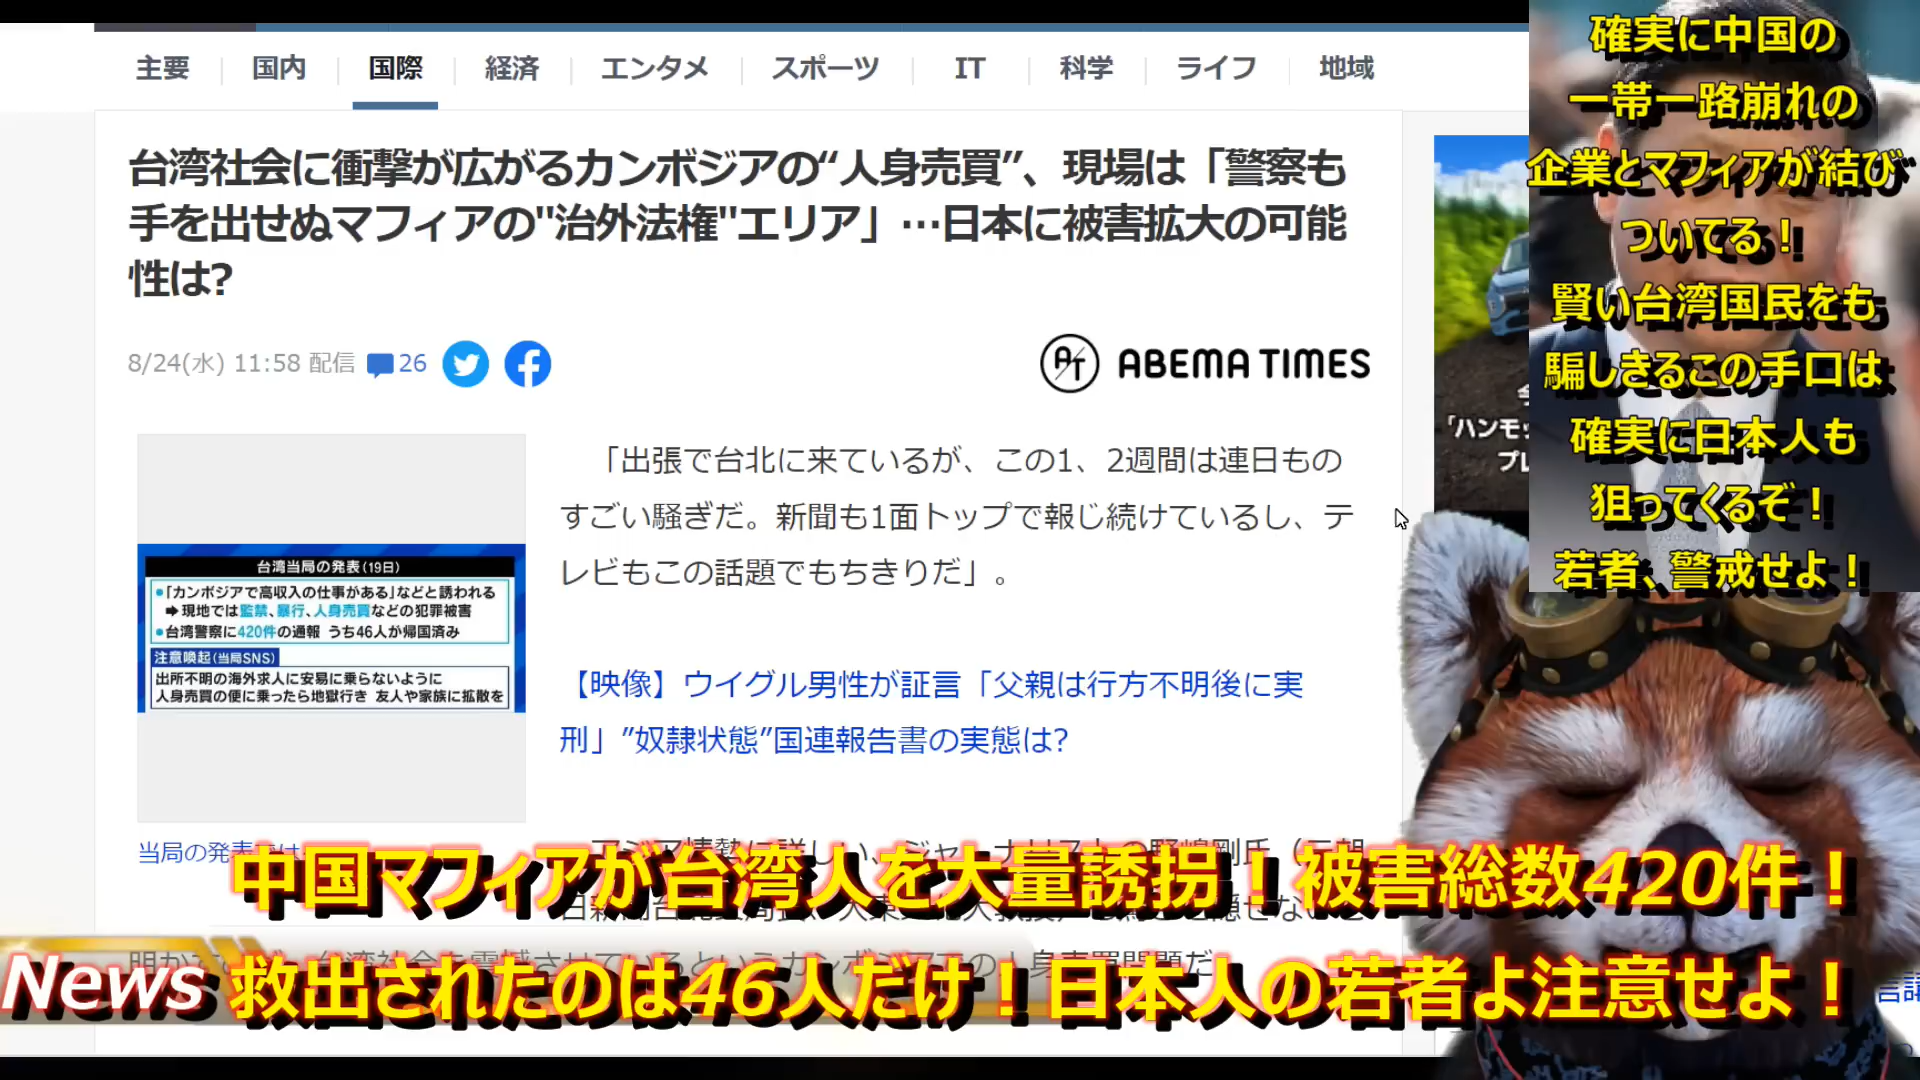 主要
国内
国際
経済
エンタメ
スポーツ
IT
科学
ライフ
地域
台湾社会に衝撃が広がるカンボジアの“人身売買”、現場は「警察も
手を出せぬマフィアの"治外法権"エリア」…日本に被害拡大の可能
性は?
8/24(水) 11:58 配信
26
ABEMA TIMES
「出張で台北に来ているが、この1、2週間は連日もの
すごい騒ぎだ。新聞も1面トップで報じ続けているし、テ
レビもこの話題でもちきりだ」。
台湾当局の発表(19日)
●「カンボジアで高収入の仕事がある」などと誘われる
➡現地では監禁、暴行、人身売買などの犯罪被害
●台湾警察に420件の通報 うち46人が帰国済み
注意喚起(当局SNS)
出所不明の海外求人に安易に乗らないように
人身売買の便に乗ったら地獄行き 友人や家族に拡散を
【映像】ウイグル男性が証言「父親は行方不明後に実
刑」”奴隷状態”国連報告書の実態は?
当局の発表
確実に中国の
一帯一路崩れの
企業とマフィアが結び
ついてる！
賢い台湾国民をも
騙しきるこの手口は
確実に日本人も
狙ってくるぞ！
若者、警戒せよ！
「ハンモッ
プレ
中国マフィアが台湾人を大量誘拐！被害総数420件！
News
救出されたのは46人だけ！日本人の若者よ注意せよ！